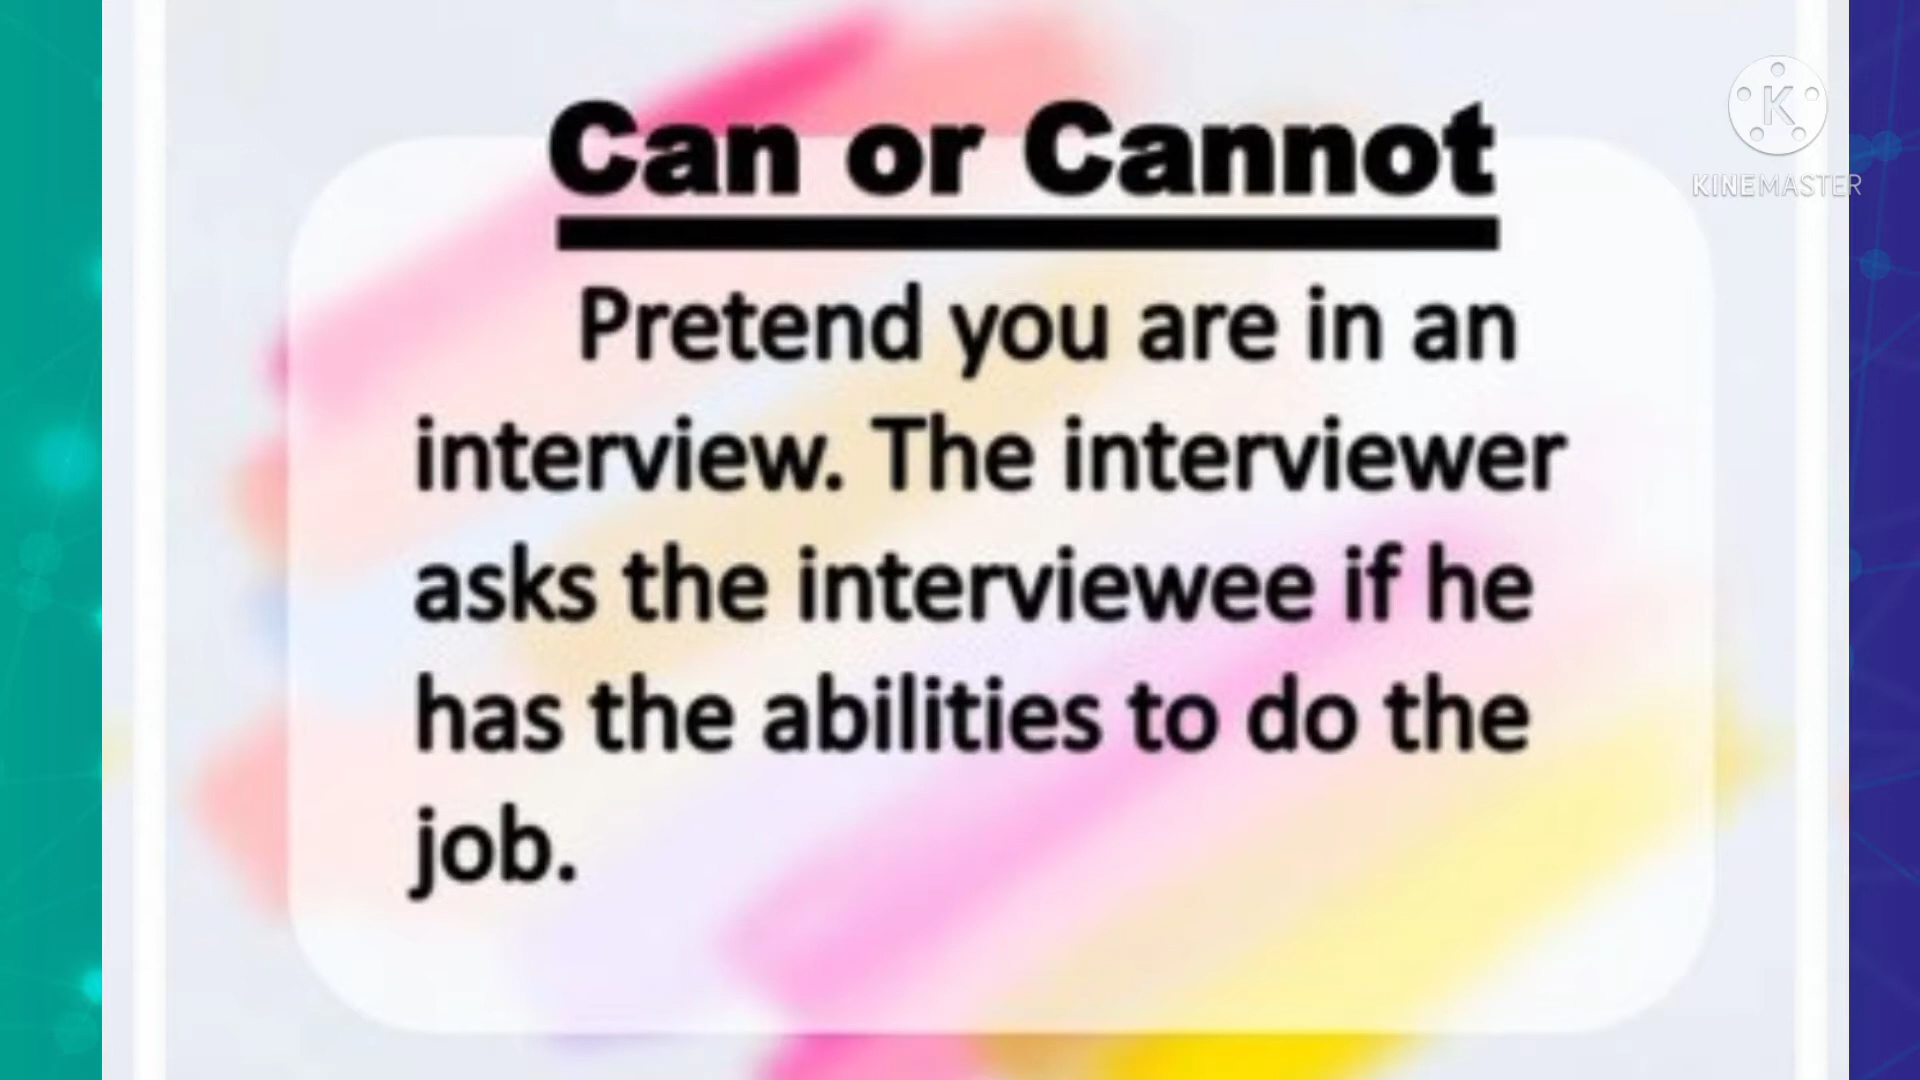 Can or Cannot
Pretend you are in an
interview. The interviewer
asks the interviewee if he
has the abilities to do the
job.
K
KINEMASTER